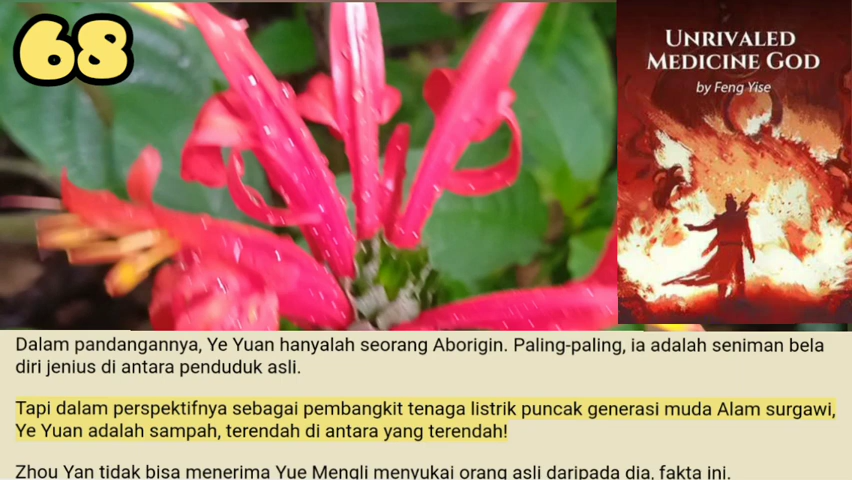 68
UNRIVALED
MEDICINE GOD
by Feng Yise
Dalam pandangannya, Ye Yuan hanyalah seorang Aborigin. Paling-paling, ia adalah seniman bela
diri jenius di antara penduduk asli.
Tapi dalam perspektifnya sebagai pembangkit tenaga listrik puncak generasi muda Alam surgawi,
Ye Yuan adalah sampah, terendah di antara yang terendah!
Zhou Yan tidak bisa menerima Yue Mengli menyukai orang asli daripada dia, fakta ini.